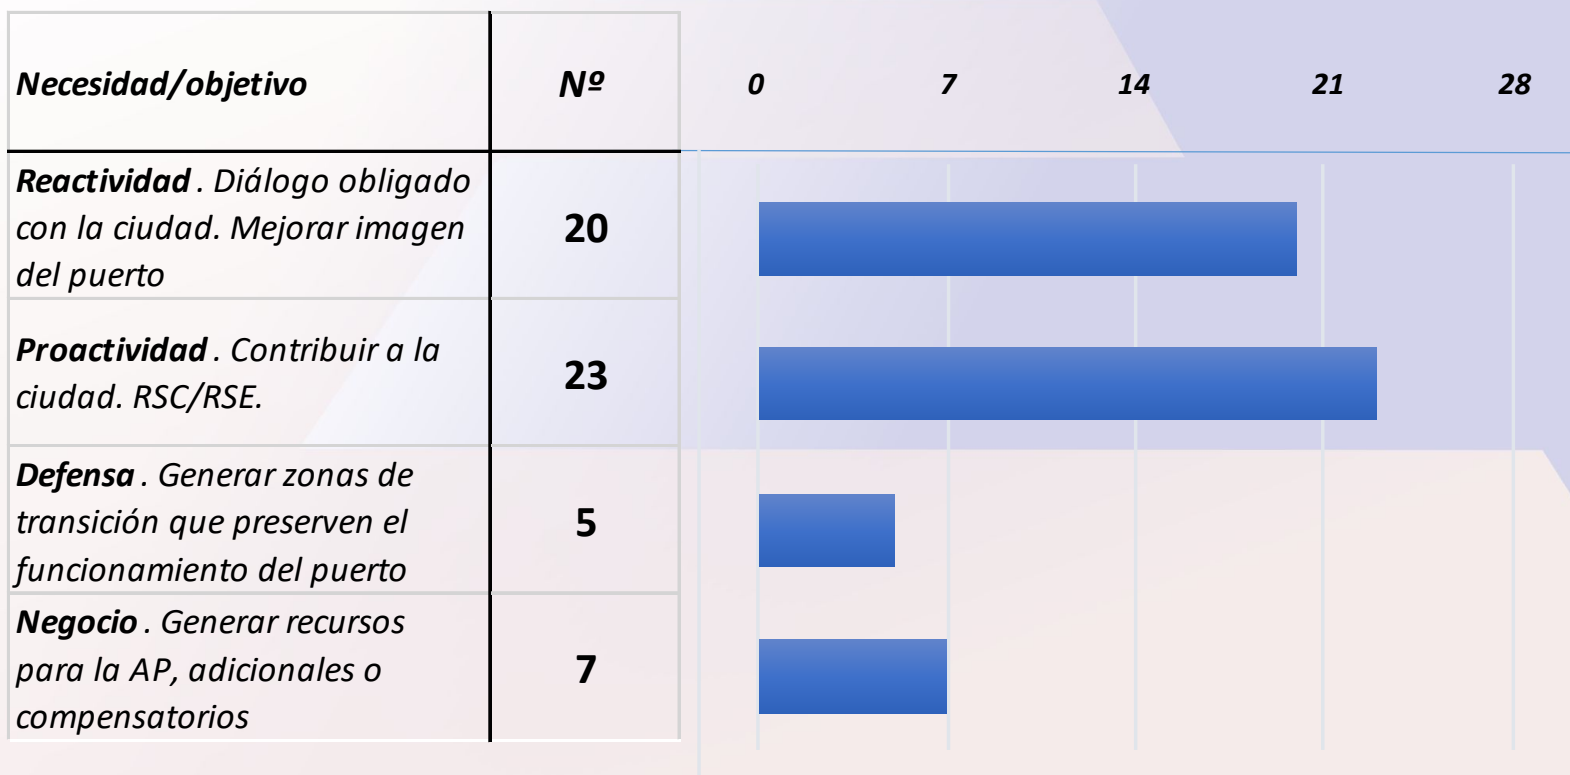 Necesidad/objetivo Nº 0 7 14 21 28
Reactividad . Diálogo obligado
con la ciudad. Mejorar imagen
del puerto
20
Proactividad . Contribuir a la
ciudad. RSC/RSE.
23
Defensa . Generar zonas de
transición que preserven el
funcionamiento del puerto
5
Negocio . Generar recursos
para la AP, adicionales o
compensatorios
7